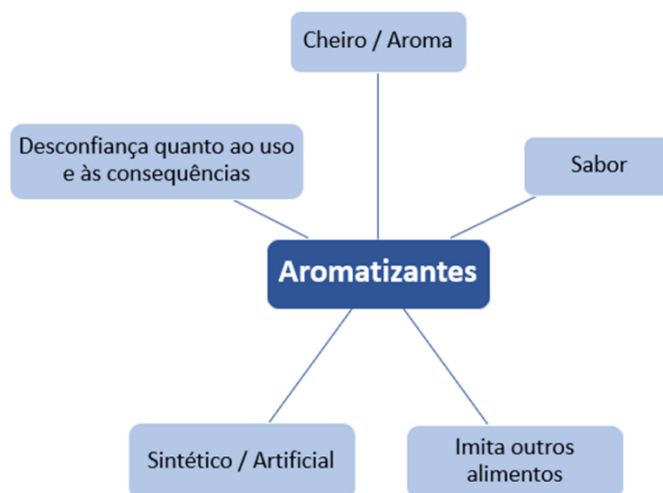 Cheiro / Aroma
Desconfiança quanto ao uso
e às consequências
Sabor
Aromatizantes
Sintético / Artificial
Imita outros
alimentos